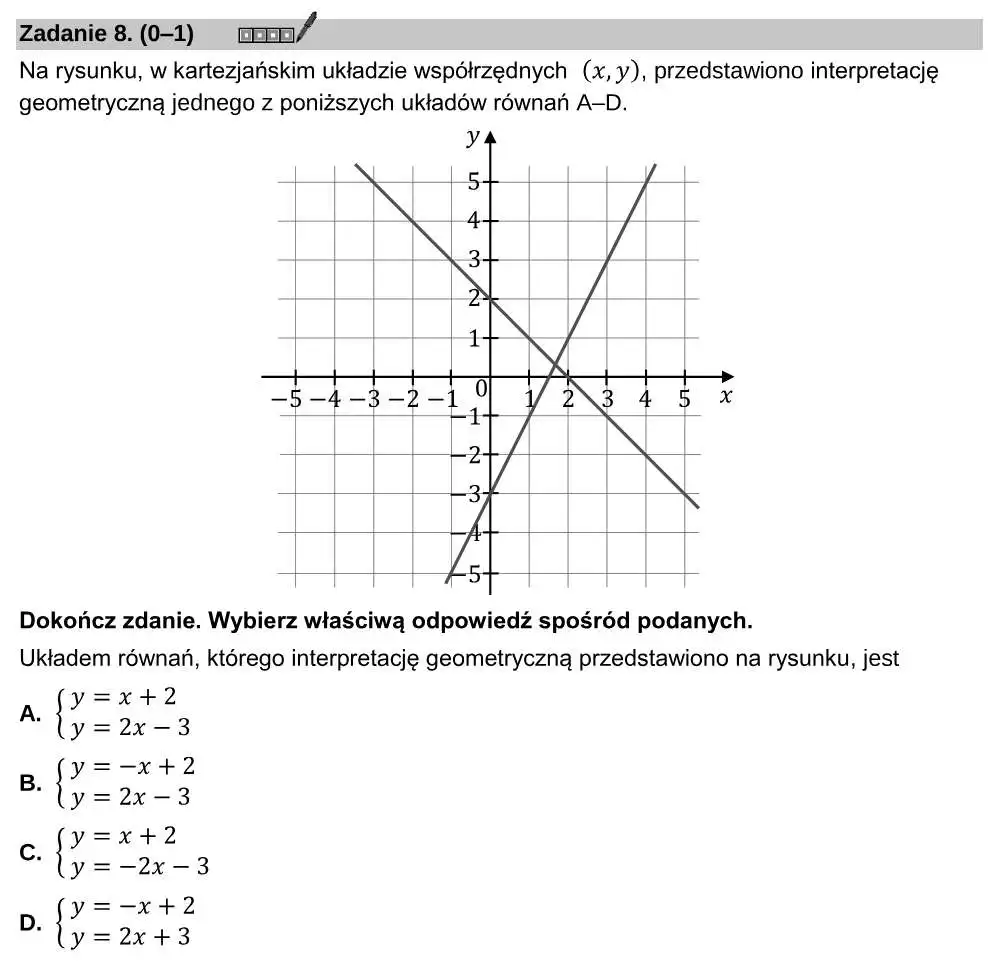 Zadanie 8. (0–1)
Na rysunku, w kartezjańskim układzie współrzędnych (x, y), przedstawiono interpretację
geometryczną jednego z poniższych układów równań A–D.
y
5
4
3
2
1
−5 −4 −3 −2 −1 0 1 2 3 4 5 x
−1
−2
−3
−4
−5
Dokończ zdanie. Wybierz właściwą odpowiedź spośród podanych.
Układem równań, którego interpretację geometryczną przedstawiono na rysunku, jest
A. { y = x + 2
y = 2x − 3
B. { y = −x + 2
y = 2x − 3
C. { y = x + 2
y = −2x − 3
D. { y = −x + 2
y = 2x + 3